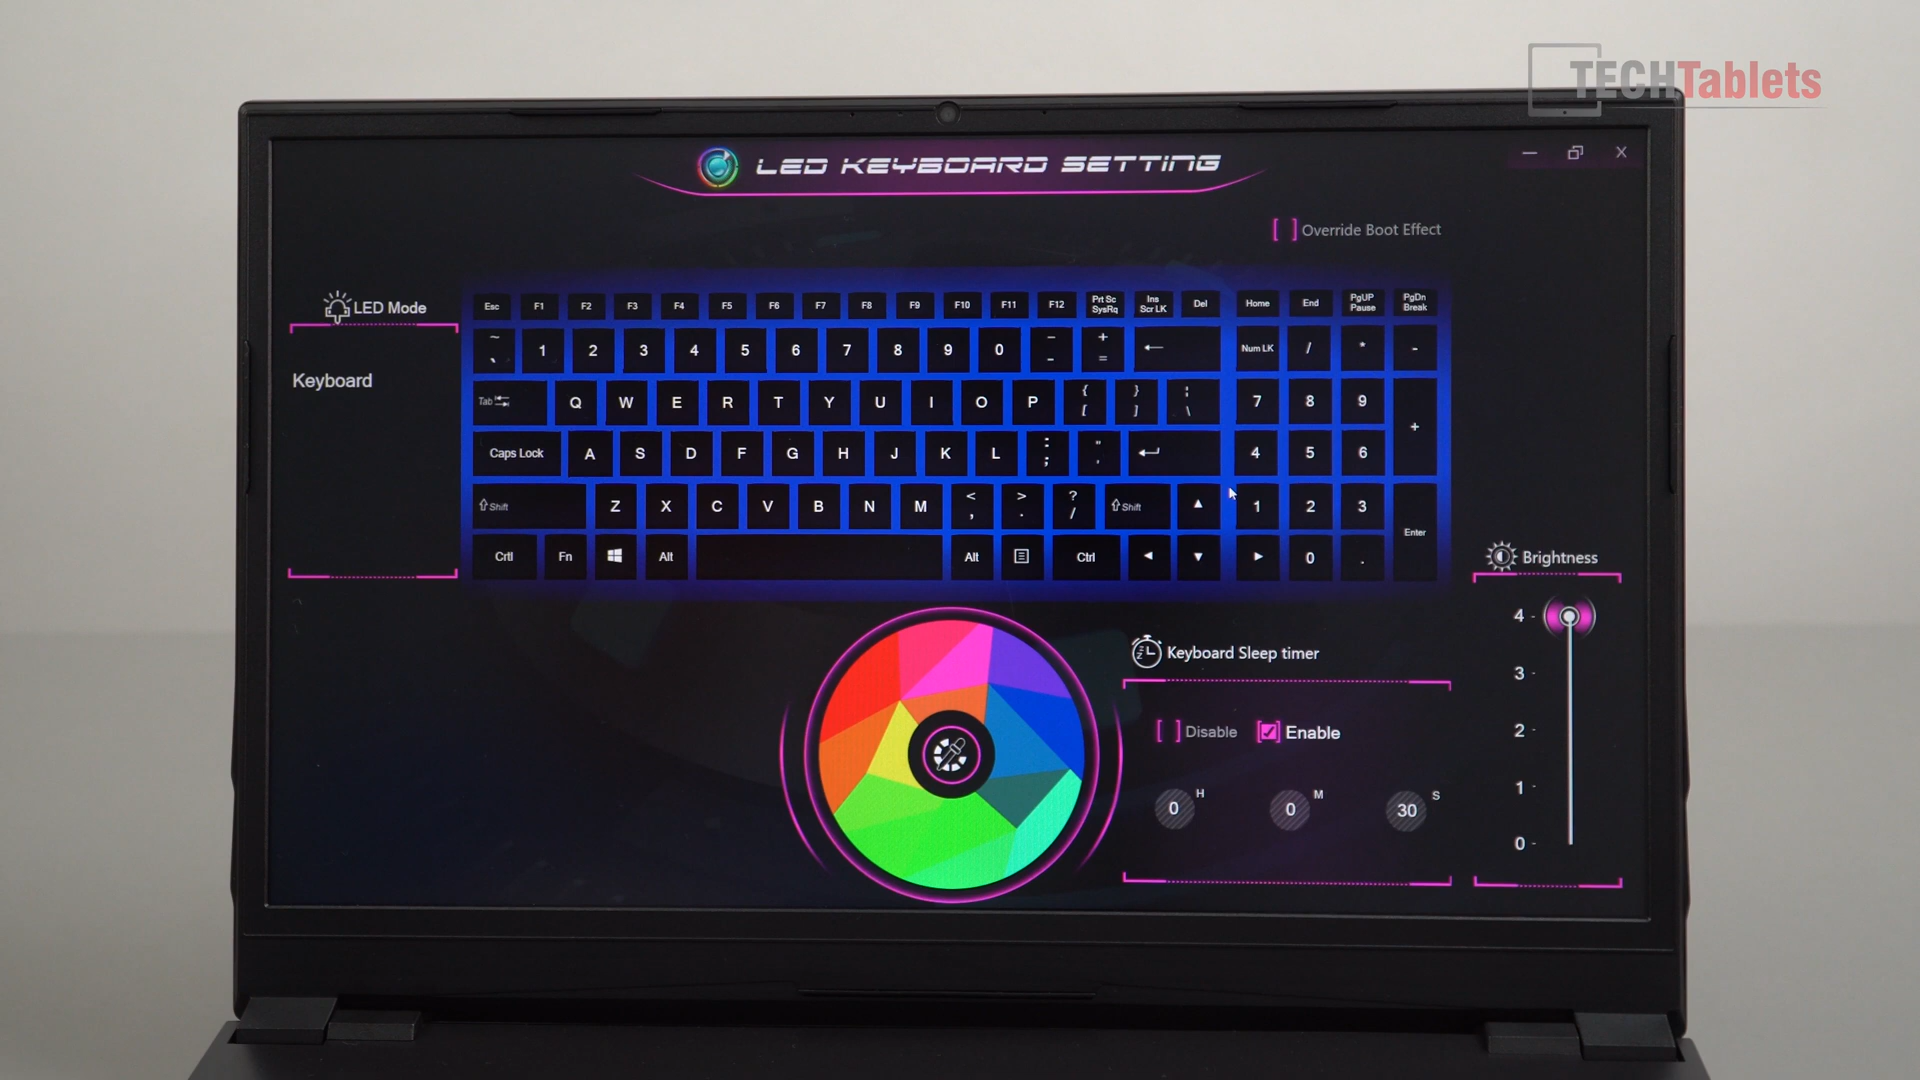 TECHTablets
LED KEYBOARD SETTING
Override Boot Effect
LED Mode
Keyboard
Esc F1 F2 F3 F4 F5 F6 F7 F8 F9 F10 F11 F12 Prt Sc SysRq Ins Scr LK Del Home End PgUP Pause PgDn Break
~ ` 1 2 3 4 5 6 7 8 9 0 - - + = ← Num LK / * -
Tab Q W E R T Y U I O P { [ } ] ¦ \ 7 8 9 +
Caps Lock A S D F G H J K L : ; " ' 4 5 6
Shift Z X C V B N M < , > . ? / Shift ▲ 1 2 3 Enter
Crtl Fn Alt Alt Ctrl ◄ ▼ ► 0 .
Brightness
4 -
3 -
2 -
1 -
0 -
Keyboard Sleep timer
[ ] Disable [✓] Enable
0 H 0 M 30 S